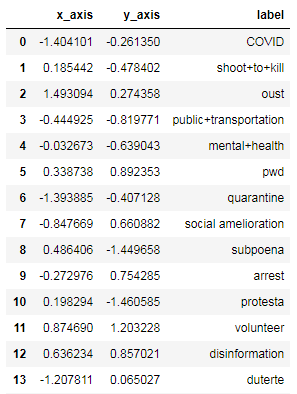 x_axis y_axis label
0 -1.404101 -0.261350 COVID
1 0.185442 -0.478402 shoot+to+kill
2 1.493094 0.274358 oust
3 -0.444925 -0.819771 public+transportation
4 -0.032673 -0.639043 mental+health
5 0.338738 0.892353 pwd
6 -1.393885 -0.407128 quarantine
7 -0.847669 0.660882 social amelioration
8 0.486406 -1.449658 subpoena
9 -0.272976 0.754285 arrest
10 0.198294 -1.460585 protesta
11 0.874690 1.203228 volunteer
12 0.636234 0.857021 disinformation
13 -1.207811 0.065027 duterte